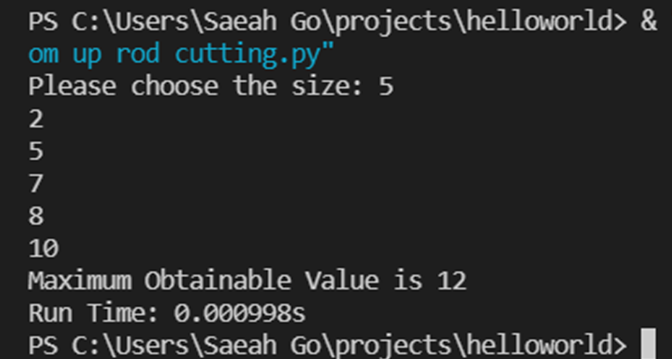 PS C:\Users\Saeah Go\projects\helloworld> &
om up rod cutting.py"
Please choose the size: 5
2
5
7
8
10
Maximum Obtainable Value is 12
Run Time: 0.000998s
PS C:\Users\Saeah Go\projects\helloworld>